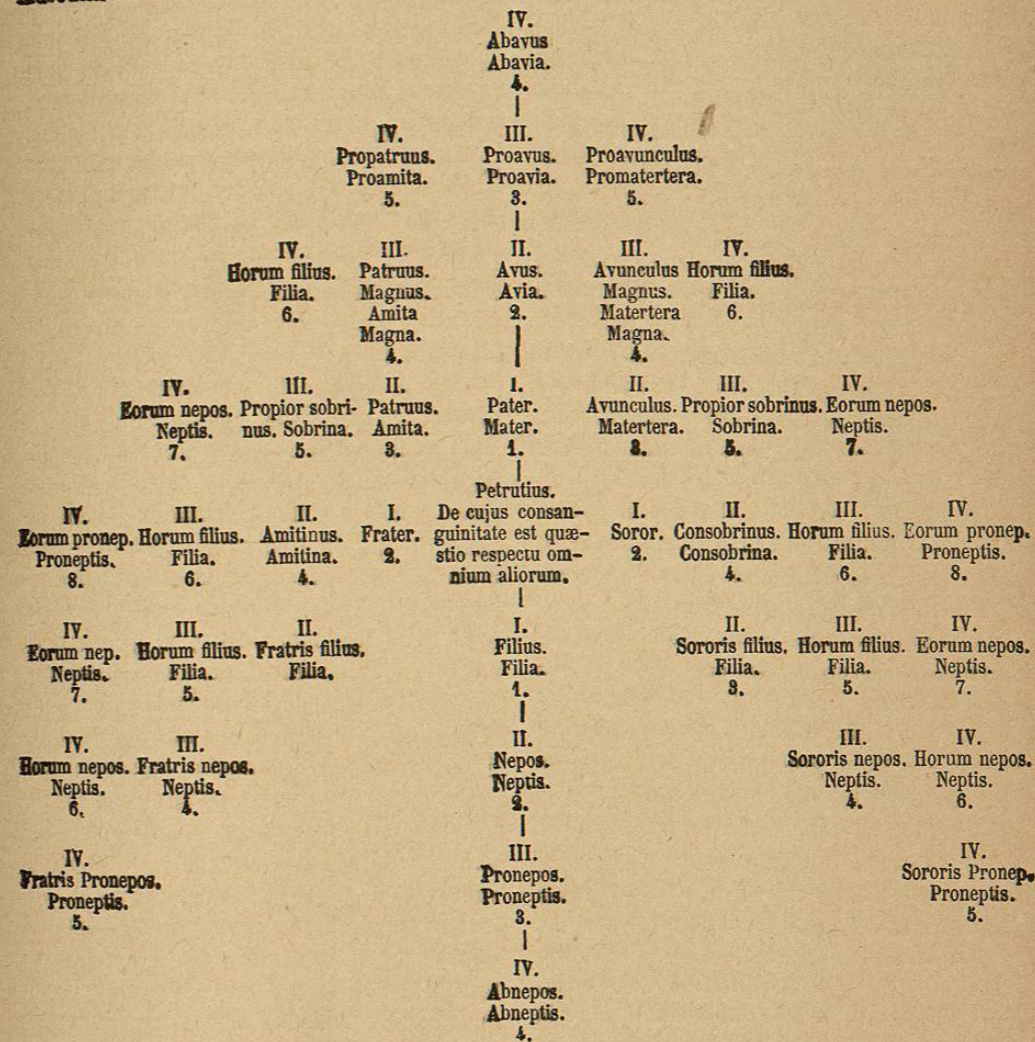 IV.
Abavus
Abavia.
4.
IV. III. IV.
Propatruus. Proavus. Proavunculus.
Proamita. Proavia. Promatertera.
5. 3. 5.
IV. III. II. III. IV.
Horum filius. Patruus. Avus. Avunculus Horum filius.
Filia. Magnus. Avia. Magnus. Filia.
6. Amita 2. Matertera 6.
Magna. Magna.
4. 4.
IV. III. II. I. II. III. IV.
Eorum nepos. Propior sobri- Patruus. Pater. Avunculus. Propior sobrinus. Eorum nepos.
Neptis. nus. Sobrina. Amita. Mater. Matertera. Sobrina. Neptis.
7. 5. 3. 1. 3. 5. 7.
Petrutius.
IV. III. II. I. De cujus consan- I. II. III. IV.
Eorum pronep. Horum filius. Amitinus. Frater. guinitate est quæ- Soror. Consobrinus. Horum filius. Eorum pronep.
Proneptis. Filia. Amitina. 2. stio respectu om- 2. Consobrina. Filia. Proneptis.
8. 6. 4. nium aliorum. 4. 6. 8.
IV. III. II. I. II. III. IV.
Eorum nep. Horum filius. Fratris filius. Filius. Sororis filius. Horum filius. Eorum nepos.
Neptis. Filia. Filia. Filia. Filia. Filia. Neptis.
7. 5. 1. 3. 5. 7.
IV. III. II. III. IV.
Horum nepos. Fratris nepos. Nepos. Sororis nepos. Horum nepos.
Neptis. Neptis. Neptis. Neptis. Neptis.
6. 4. 2. 4. 6.
IV. III. IV.
Fratris Pronepos. Pronepos. Sororis Pronep.
Proneptis. Proneptis. Proneptis.
5. 3. 5.
IV.
Abnepos.
Abneptis.
4.